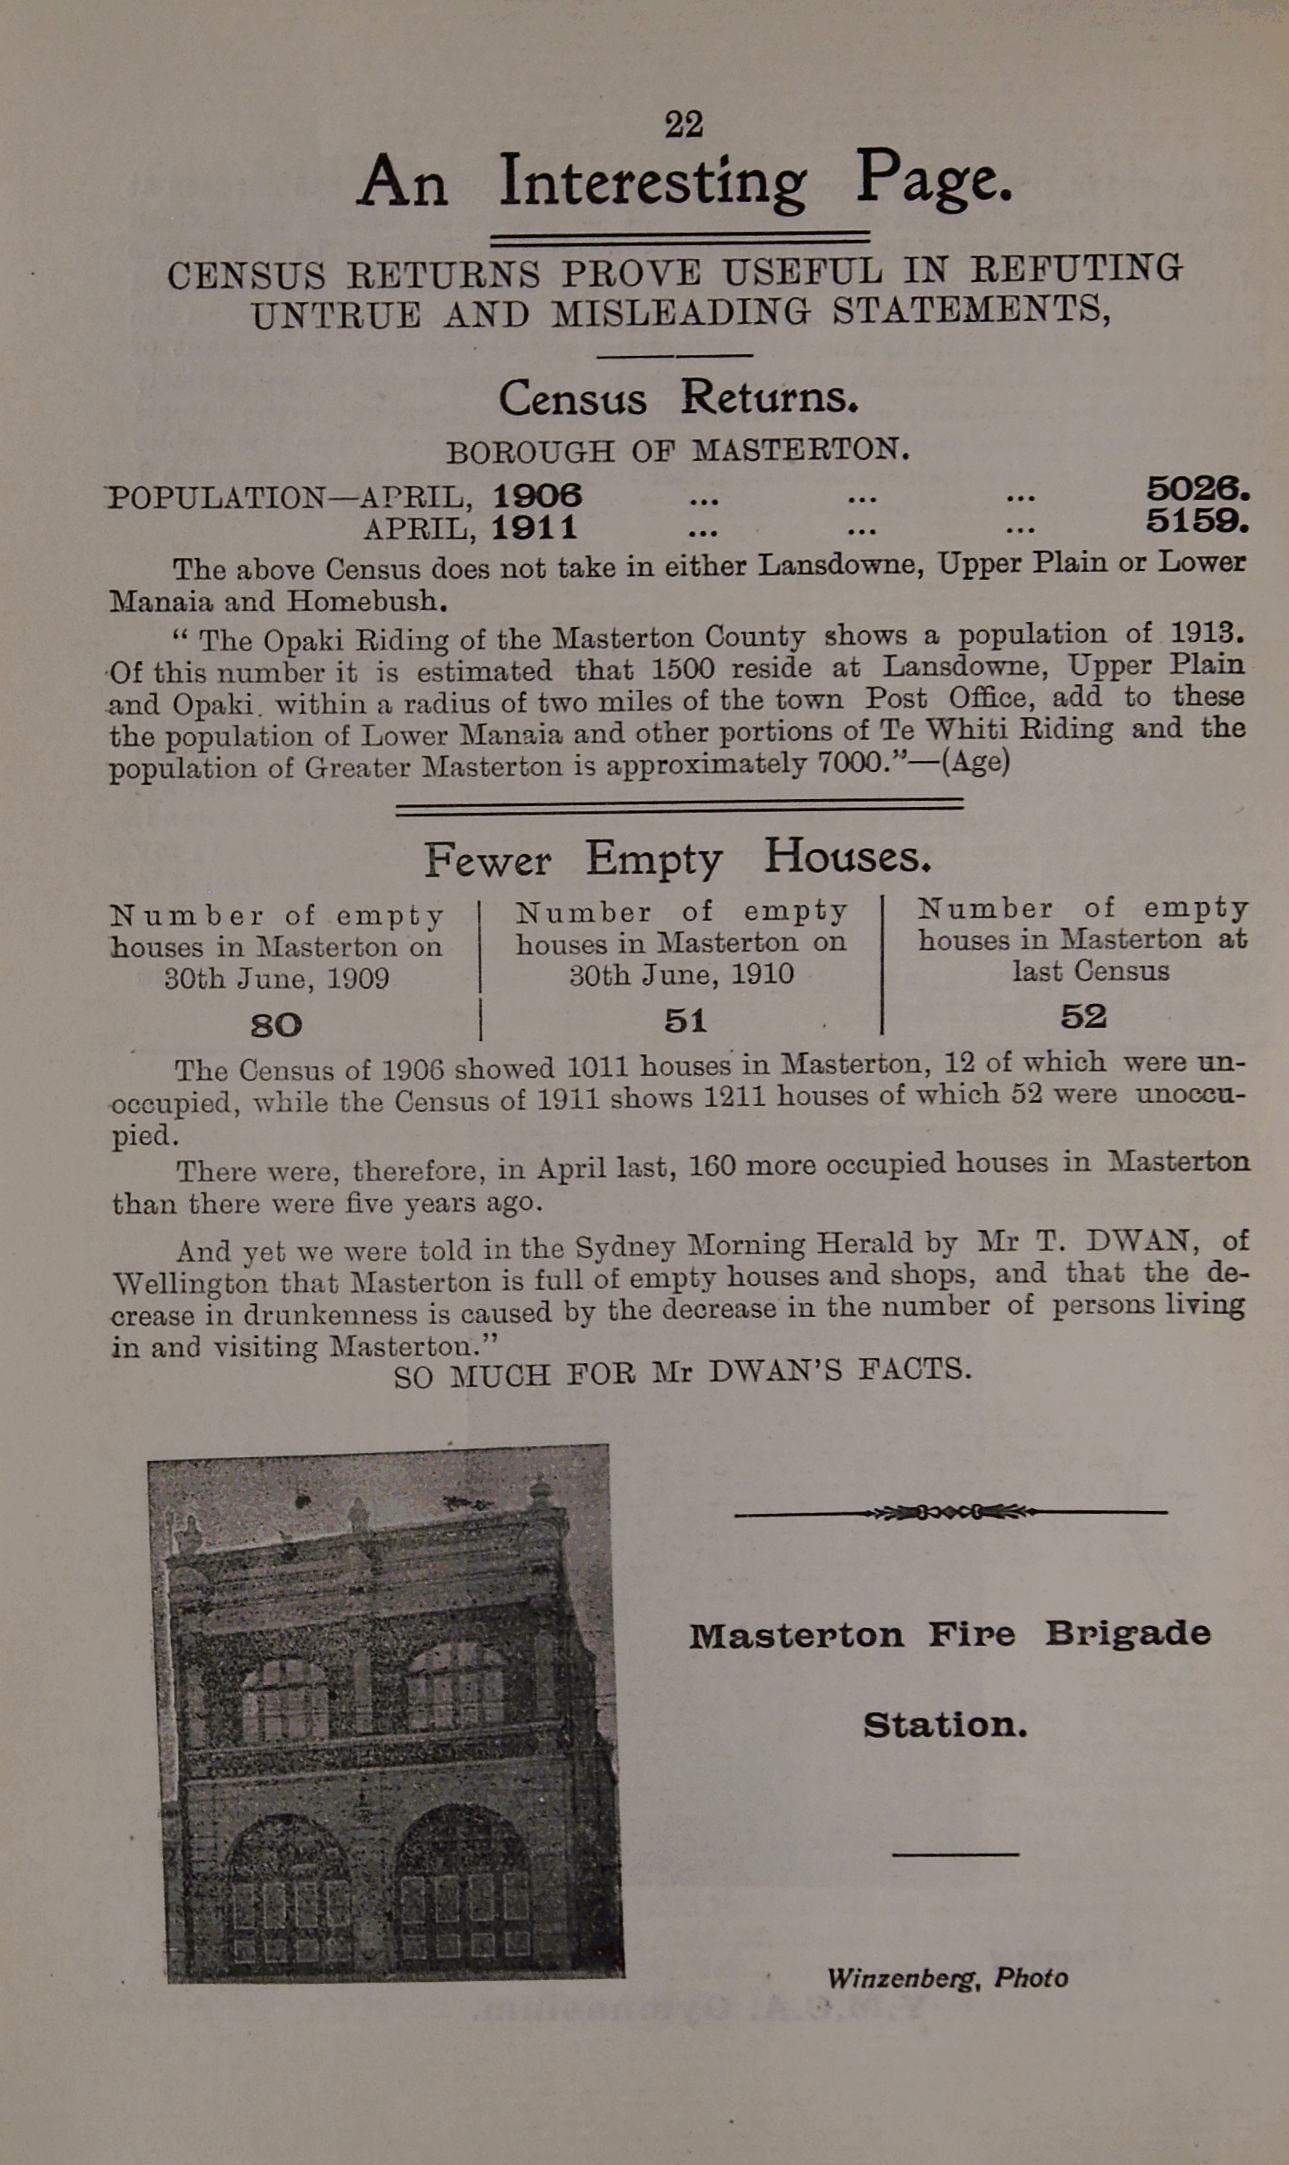 22
An Interesting Page.
CENSUS RETURNS PROVE USEFUL IN REFUTING
UNTRUE AND MISLEADING STATEMENTS,
Census Returns.
BOROUGH OF MASTERTON.
POPULATION—APRIL, 1906 ... ... ... 5026.
APRIL, 1911 ... ... ... 5159.
The above Census does not take in either Lansdowne, Upper Plain or Lower
Manaia and Homebush.
" The Opaki Riding of the Masterton County shows a population of 1913.
Of this number it is estimated that 1500 reside at Lansdowne, Upper Plain
and Opaki. within a radius of two miles of the town Post Office, add to these
the population of Lower Manaia and other portions of Te Whiti Riding and the
population of Greater Masterton is approximately 7000."—(Age)
Fewer Empty Houses.
Number of empty
houses in Masterton on
30th June, 1909
80
Number of empty
houses in Masterton on
30th June, 1910
51
Number of empty
houses in Masterton at
last Census
52
The Census of 1906 showed 1011 houses in Masterton, 12 of which were un-
occupied, while the Census of 1911 shows 1211 houses of which 52 were unoccu-
pied.
There were, therefore, in April last, 160 more occupied houses in Masterton
than there were five years ago.
And yet we were told in the Sydney Morning Herald by Mr T. DWAN, of
Wellington that Masterton is full of empty houses and shops, and that the de-
crease in drunkenness is caused by the decrease in the number of persons living
in and visiting Masterton."
SO MUCH FOR Mr DWAN'S FACTS.
Masterton Fire Brigade
Station.
Winzenberg, Photo
Y.M.C.A. Gymnasium.